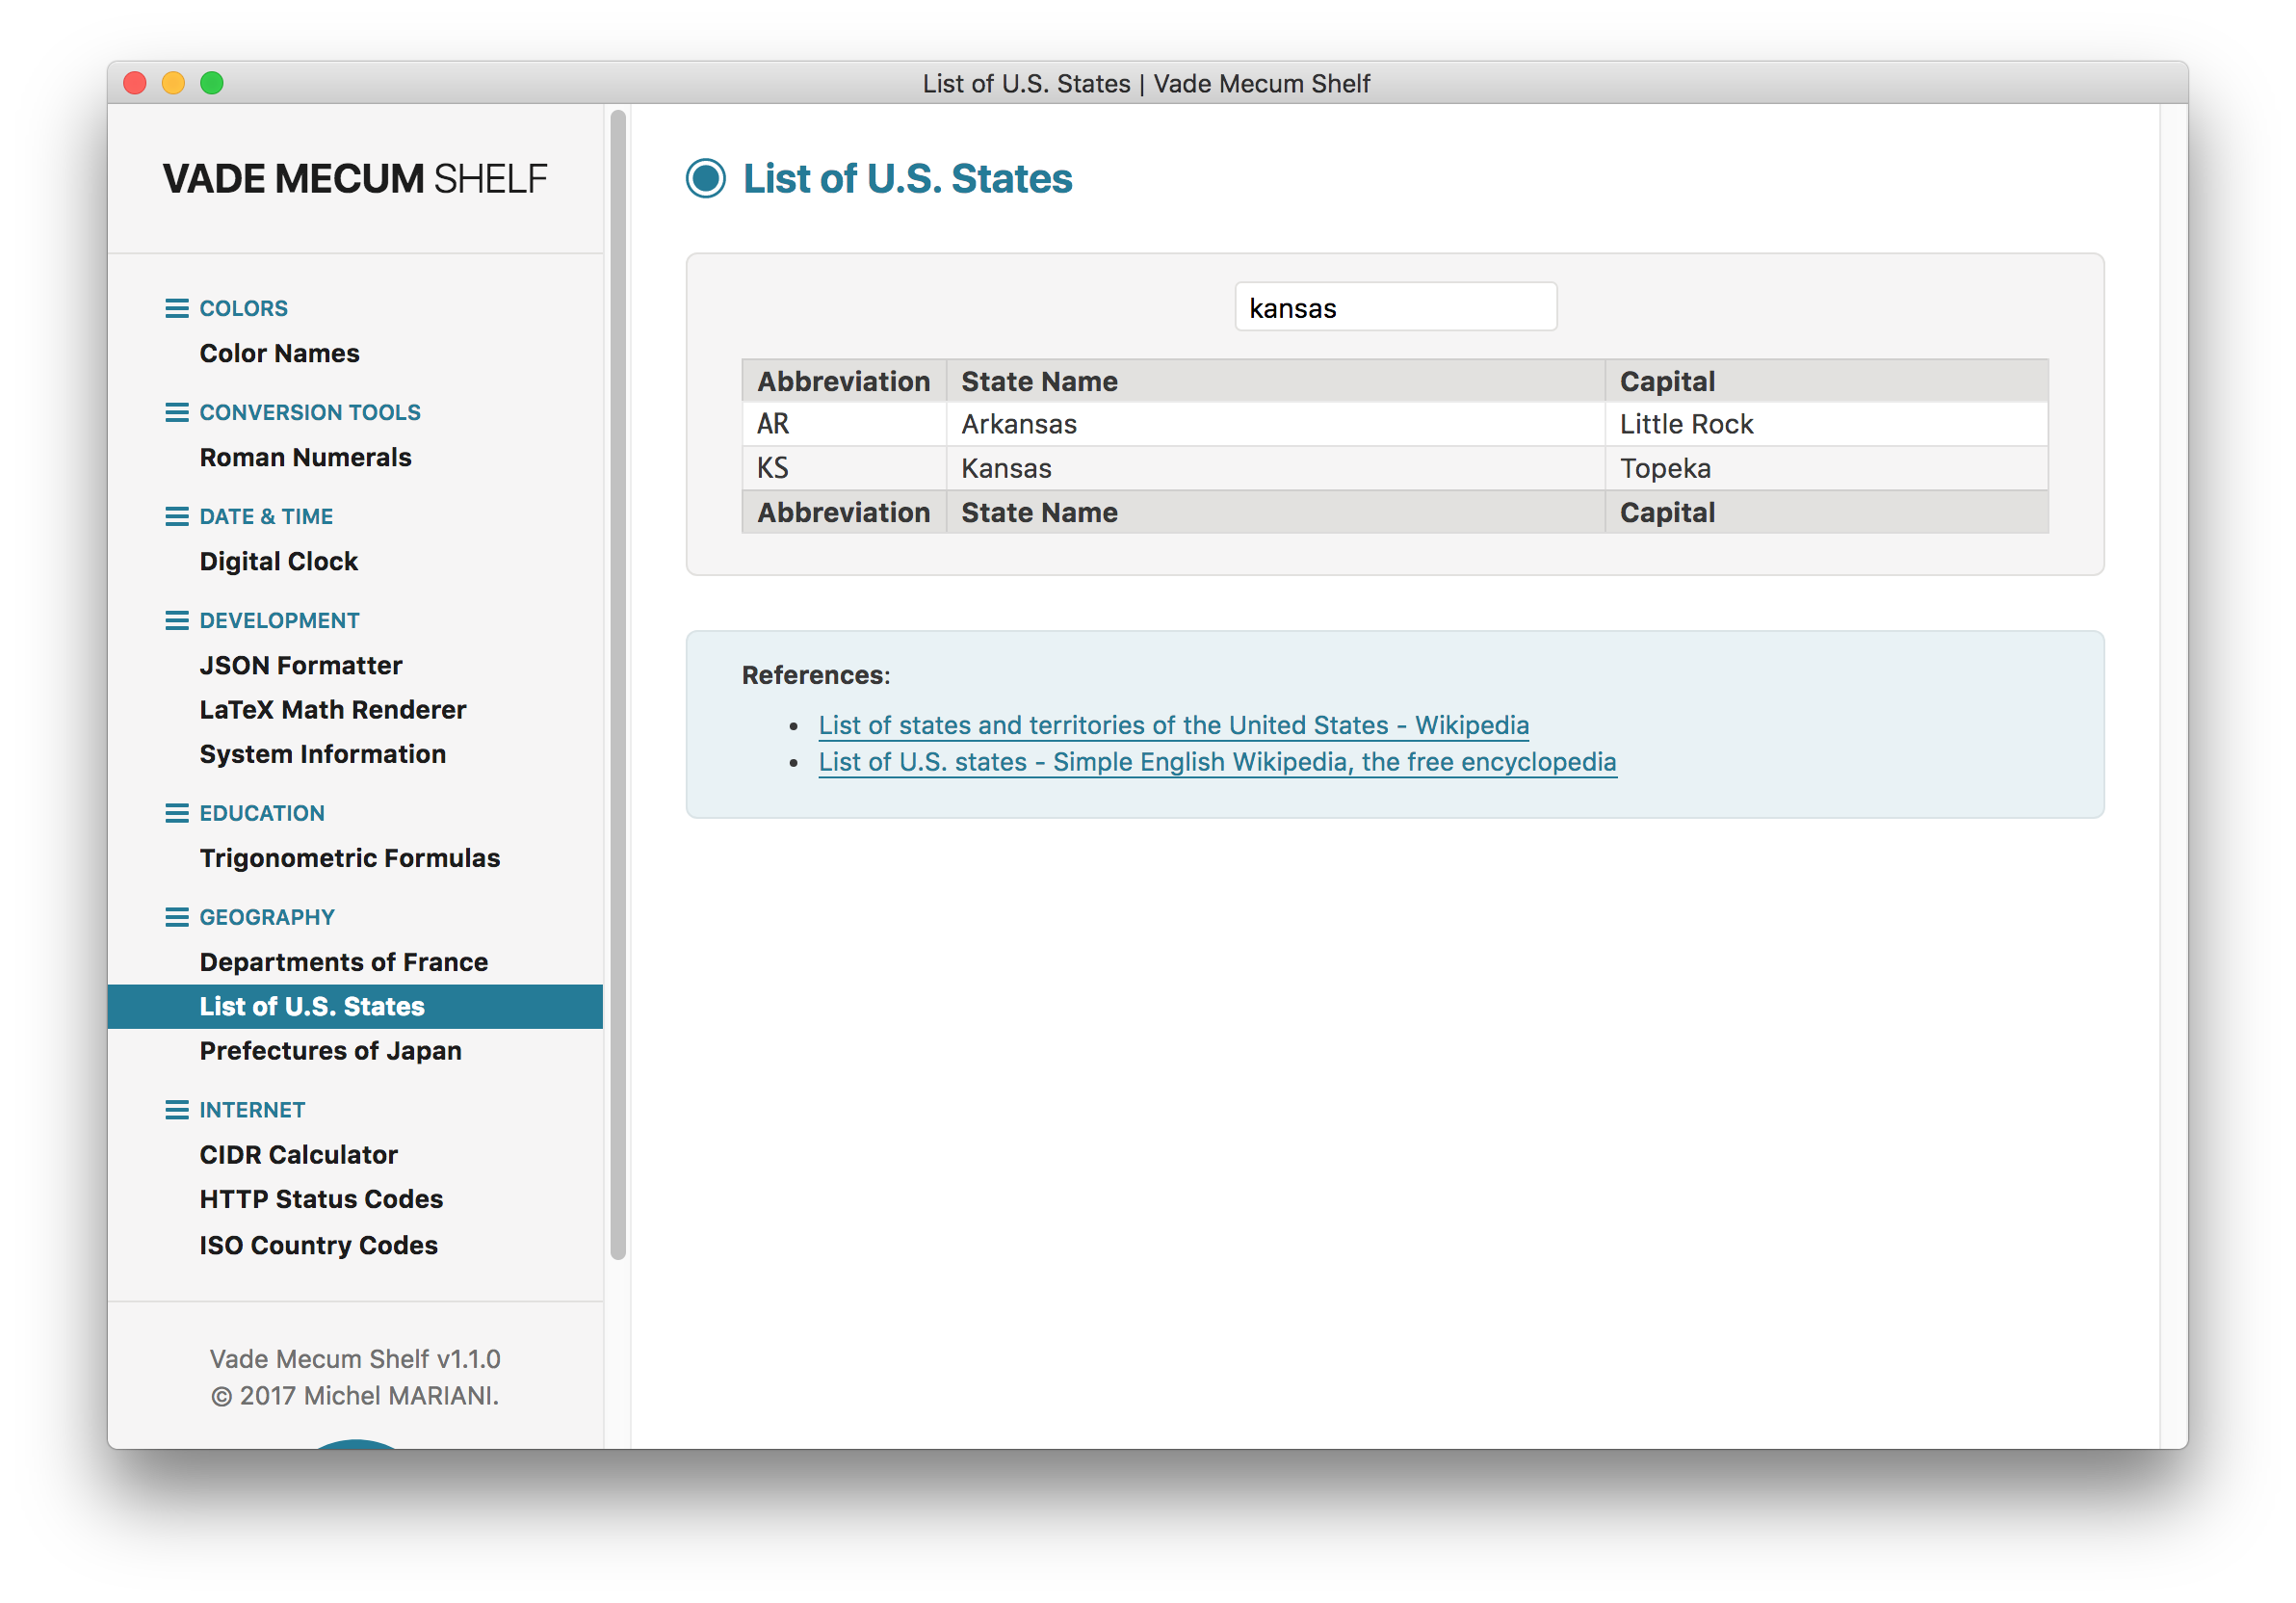 List of U.S. States | Vade Mecum Shelf
VADE MECUM SHELF
COLORS
Color Names
CONVERSION TOOLS
Roman Numerals
DATE & TIME
Digital Clock
DEVELOPMENT
JSON Formatter
LaTeX Math Renderer
System Information
EDUCATION
Trigonometric Formulas
GEOGRAPHY
Departments of France
List of U.S. States
Prefectures of Japan
INTERNET
CIDR Calculator
HTTP Status Codes
ISO Country Codes
Vade Mecum Shelf v1.1.0
© 2017 Michel MARIANI.
List of U.S. States
kansas
Abbreviation State Name Capital
AR Arkansas Little Rock
KS Kansas Topeka
Abbreviation State Name Capital
References:
• List of states and territories of the United States - Wikipedia
• List of U.S. states - Simple English Wikipedia, the free encyclopedia